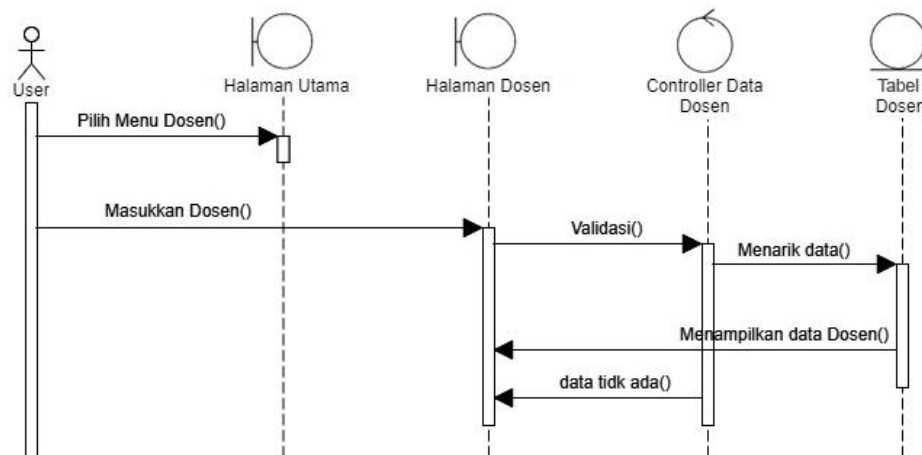 User
Halaman Utama
Halaman Dosen
Controller Data
Dosen
Tabel
Dosen
Pilih Menu Dosen()
Masukkan Dosen()
Validasi()
Menarik data()
Menampilkan data Dosen()
data tidk ada()